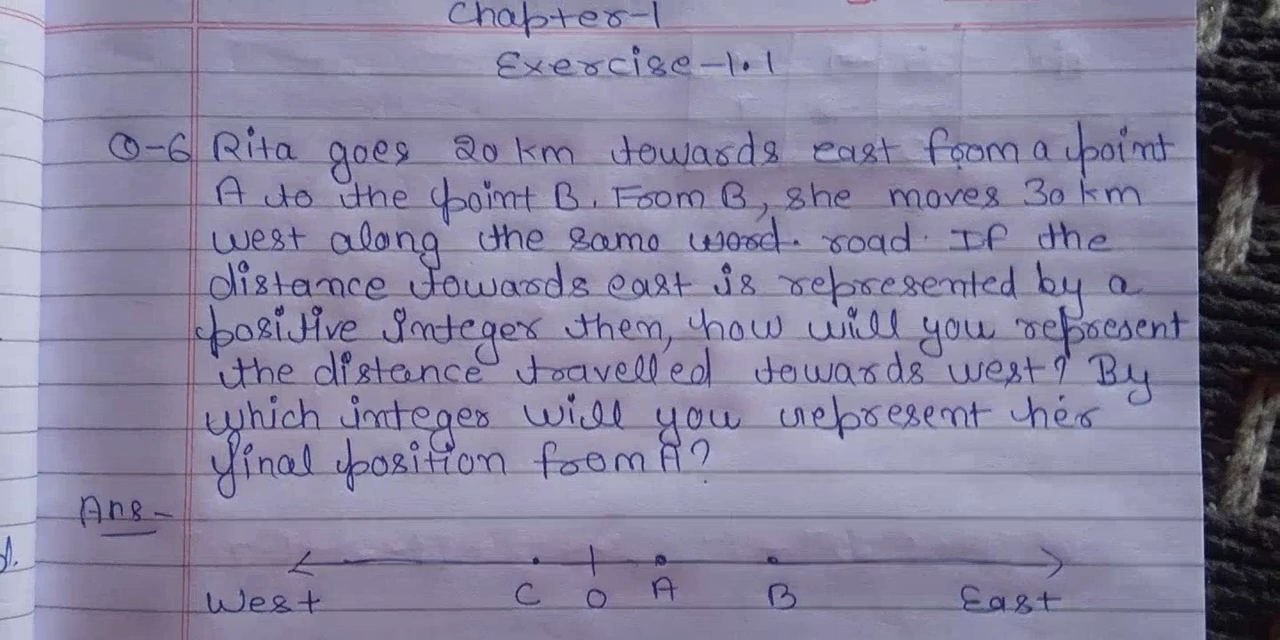 Chapter-1
Exercise-1.1
Q-6 Rita goes 20 km towards east from a point
A to the point B. From B, she moves 30 km
west along the same word. road. If the
distance towards east is represented by a
positive integer then, how will you represent
the distance travelled towards west? By
which integer will you represent her
final position from A?
Ans-
C O A B
West East